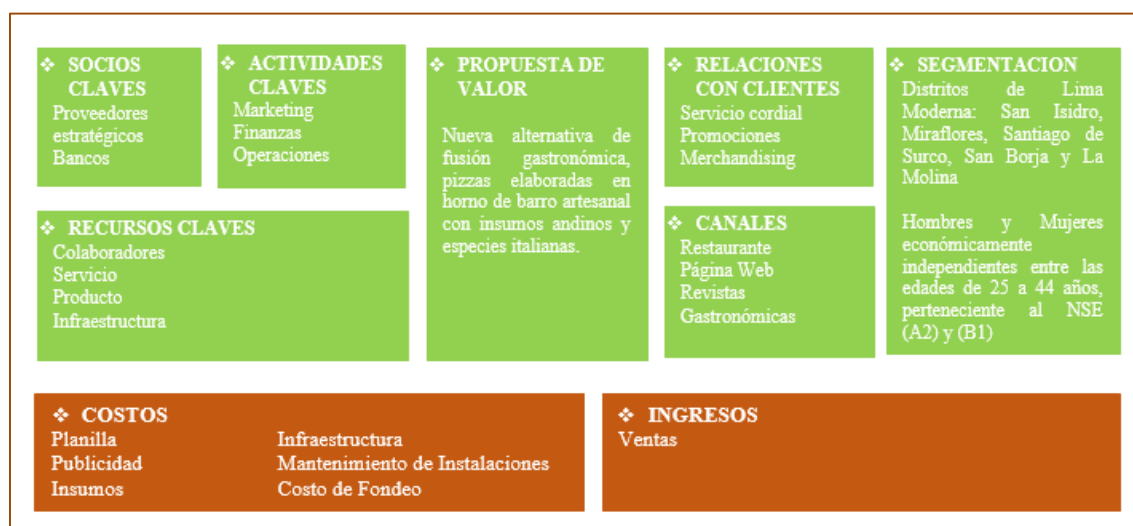 ❖ SOCIOS
CLAVES
Proveedores
estratégicos
Bancos
❖ ACTIVIDADES
CLAVES
Marketing
Finanzas
Operaciones
❖ RECURSOS CLAVES
Colaboradores
Servicio
Producto
Infraestructura
❖ PROPUESTA DE
VALOR
Nueva alternativa de
fusión gastronómica,
pizzas elaboradas en
horno de barro artesanal
con insumos andinos y
especies italianas.
❖ RELACIONES
CON CLIENTES
Servicio cordial
Promociones
Merchandising
❖ CANALES
Restaurante
Página Web
Revistas
Gastronómicas
❖ SEGMENTACION
Distritos de Lima
Moderna: San Isidro,
Miraflores, Santiago de
Surco, San Borja y La
Molina
Hombres y Mujeres
económicamente
independientes entre las
edades de 25 a 44 años,
perteneciente al NSE
(A2) y (B1)
❖ COSTOS
Planilla
Publicidad
Insumos
Infraestructura
Mantenimiento de Instalaciones
Costo de Fondeo
❖ INGRESOS
Ventas